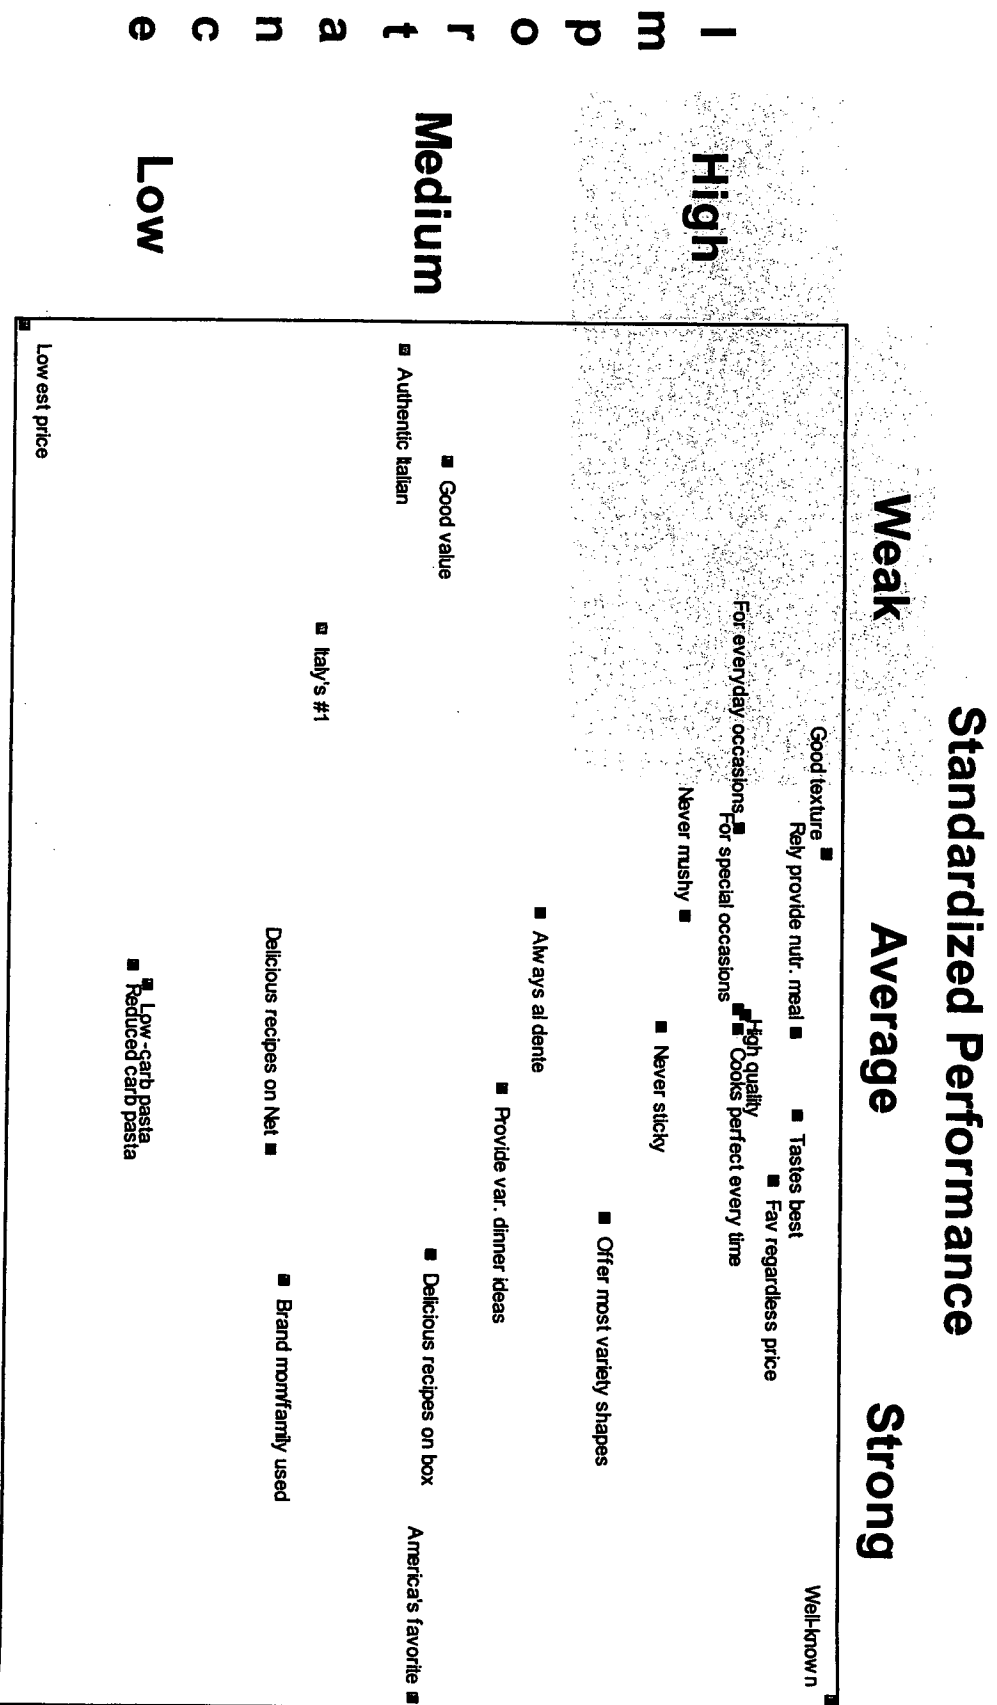 Standardized Performance
Weak
Average
Strong
I
m
p
o
r
t
a
n
c
e
High
Medium
Low
Well-known
Good texture
Rely provide nutr. meal
Tastes best
Fav regardless price
For everyday occasions
High quality
For special occasions
Cooks perfect every time
Never mushy
Never sticky
Offer most variety shapes
Always al dente
Provide var. dinner ideas
Good value
Delicious recipes on box
America's favorite
Authentic Italian
Italy's #1
Brand mom/family used
Delicious recipes on Net
Low-carb pasta
Reduced carb pasta
Lowest price